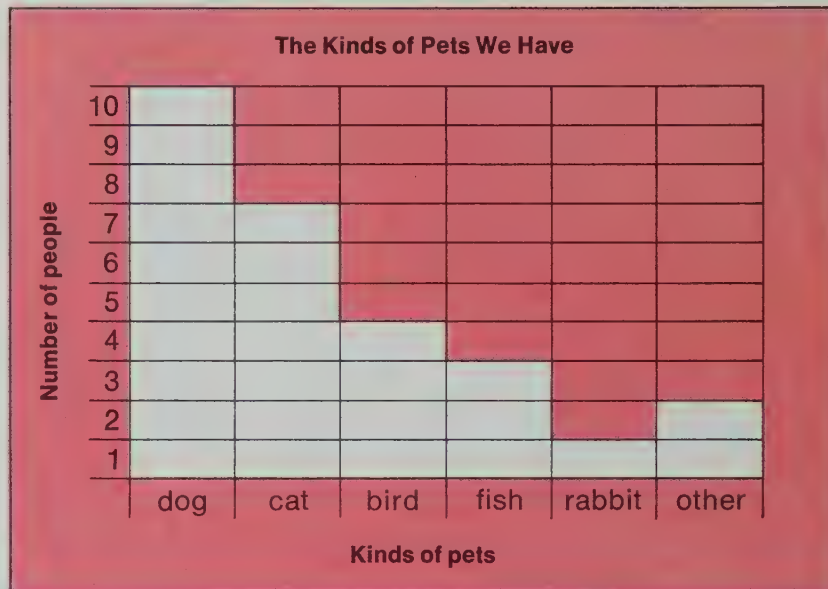 The Kinds of Pets We Have
Number of people
10
9
8
7
6
5
4
3
2
1
dog cat bird fish rabbit other
Kinds of pets